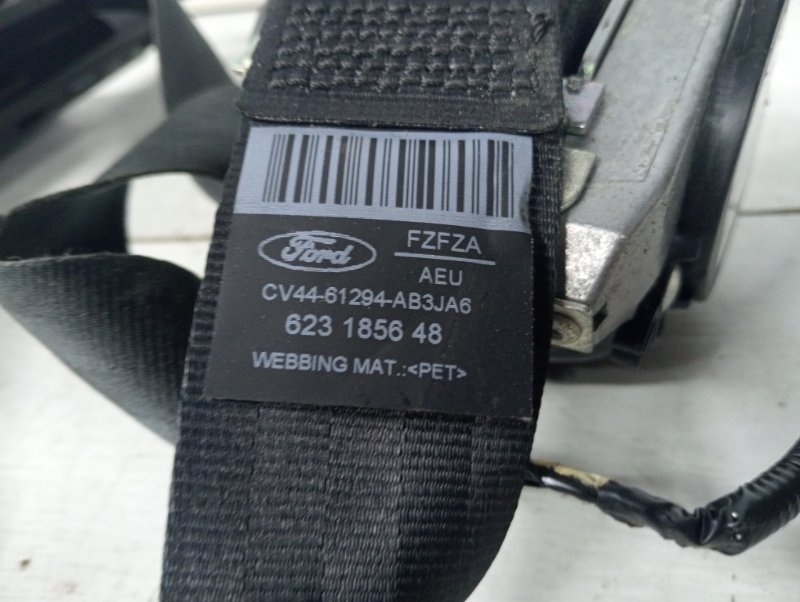 Ford
FZFZA
AEU
CV44-61294-AB3JA6
623 1856 48
WEBBING MAT.:<PET>